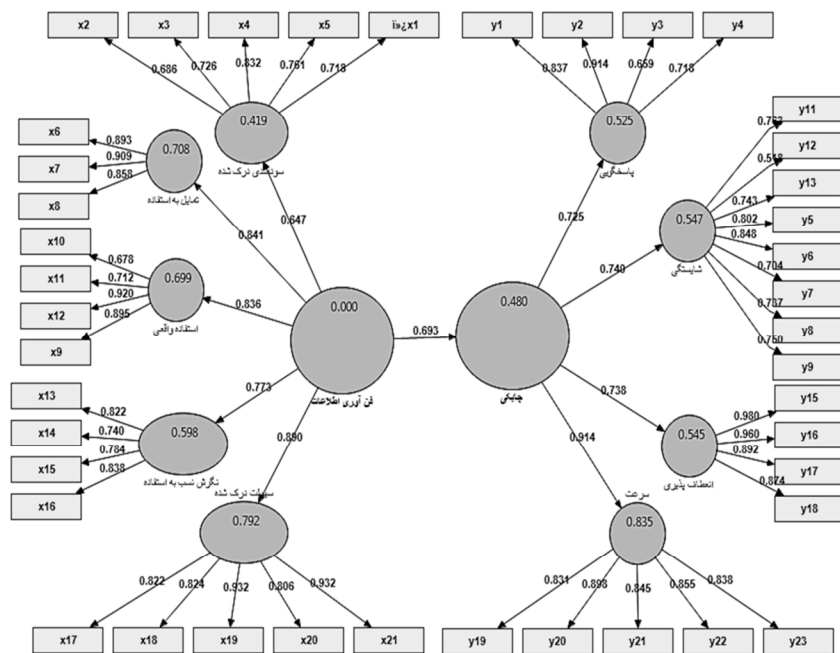 x2 x3 x4 x5 ï»¿x1 y1 y2 y3 y4
0.686 0.726 0.832 0.761 0.718 0.837 0.914 0.659 0.718
0.419
سودمندی درک شده
0.525
پاسخگویی
x6
x7
x8
0.893
0.909
0.858
0.708
تمایل به استفاده
0.647
0.841
0.725
y11
y12
y13
y5
y6
y7
y8
y9
0.743
0.802
0.848
0.704
0.737
0.750
0.547
شایستگی
0.740
x10
x11
x12
x9
0.678
0.712
0.920
0.895
0.699
استفاده واقعی
0.836
0.000
فن آوری اطلاعات
0.693
0.480
چابکی
x13
x14
x15
x16
0.822
0.740
0.784
0.838
0.598
نگرش نسب به استفاده
0.773
0.890
0.738
0.914
y15
y16
y17
y18
0.980
0.960
0.892
0.874
0.545
انعطاف پذیری
سهولت درک شده
0.792
سرعت
0.835
0.822 0.824 0.932 0.806 0.932 0.831 0.898 0.845 0.855 0.838
x17 x18 x19 x20 x21 y19 y20 y21 y22 y23